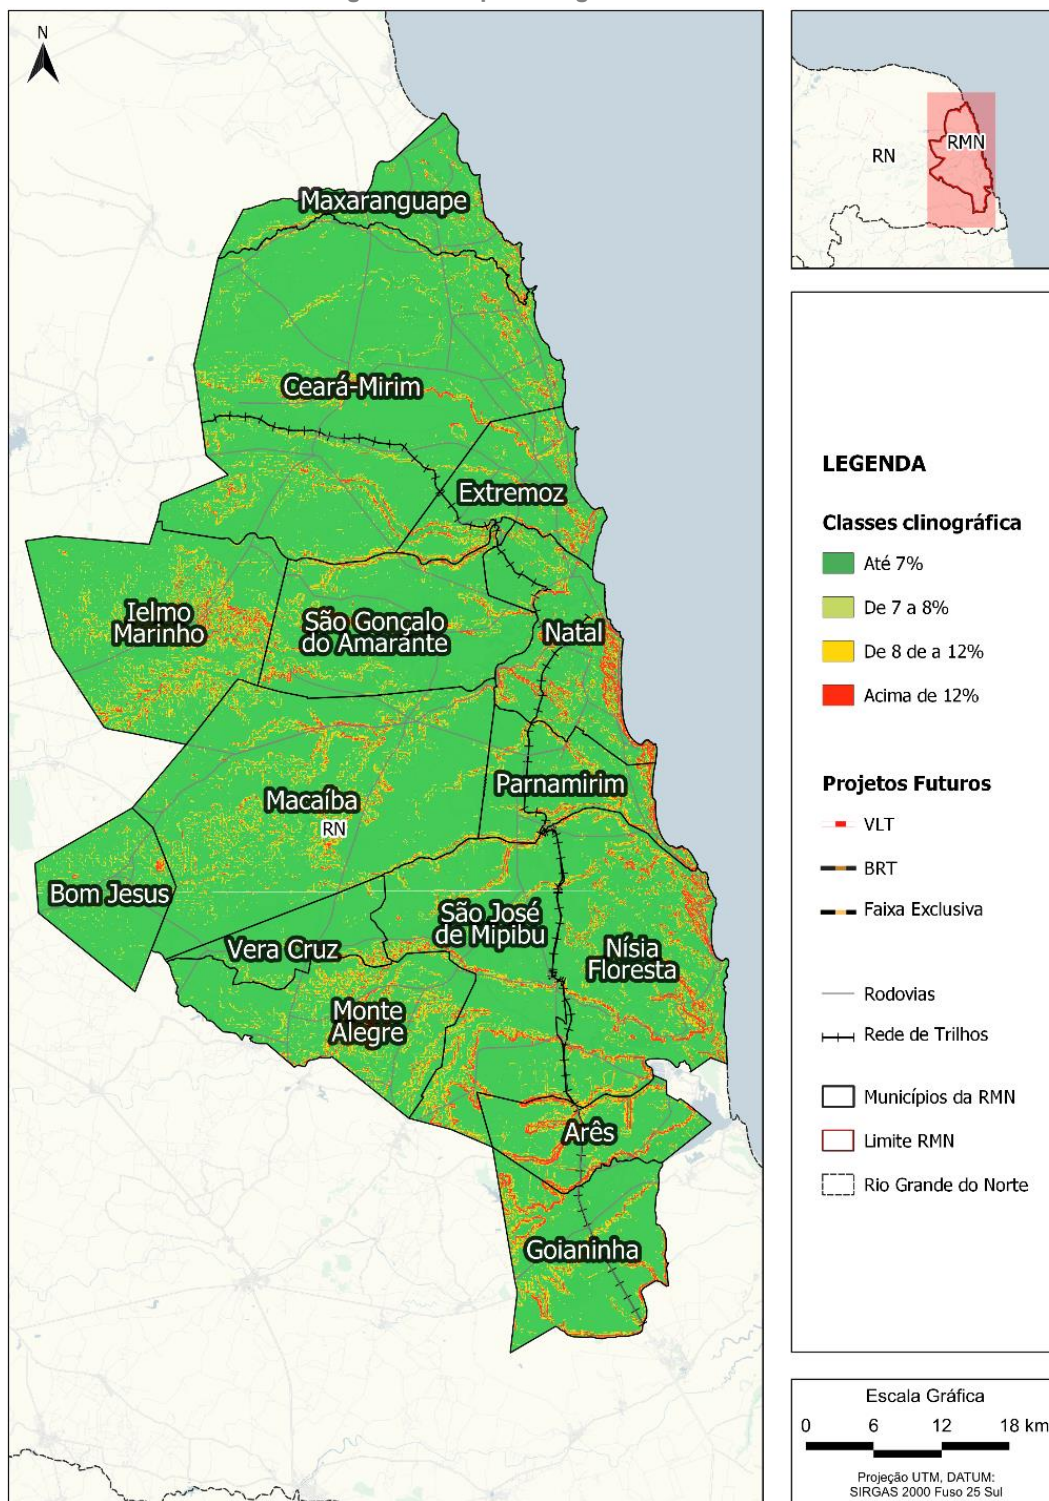 N
Maxaranguape
Ceará-Mirim
Extremoz
Ielmo
Marinho
São Gonçalo
do Amarante
Natal
Parnamirim
Macaíba
RN
Bom Jesus
São José
de Mipibu
Vera Cruz
Nísia
Floresta
Monte
Alegre
Arês
Goianinha
RN
RMN
LEGENDA
Classes clinográfica
Até 7%
De 7 a 8%
De 8 de a 12%
Acima de 12%
Projetos Futuros
VLT
BRT
Faixa Exclusiva
Rodovias
Rede de Trilhos
Municípios da RMN
Limite RMN
Rio Grande do Norte
Escala Gráfica
0 6 12 18 km
Projeção UTM, DATUM:
SIRGAS 2000 Fuso 25 Sul